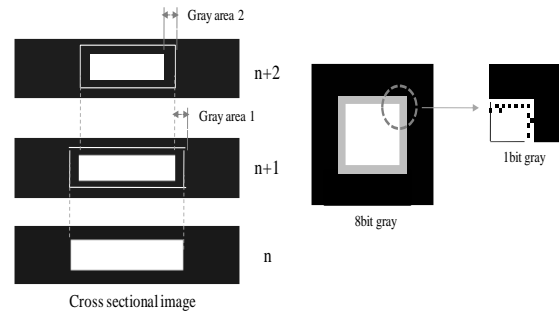 Gray area 2
n+2
Gray area 1
n+1
n
Cross sectional image
8bit gray
1bit gray